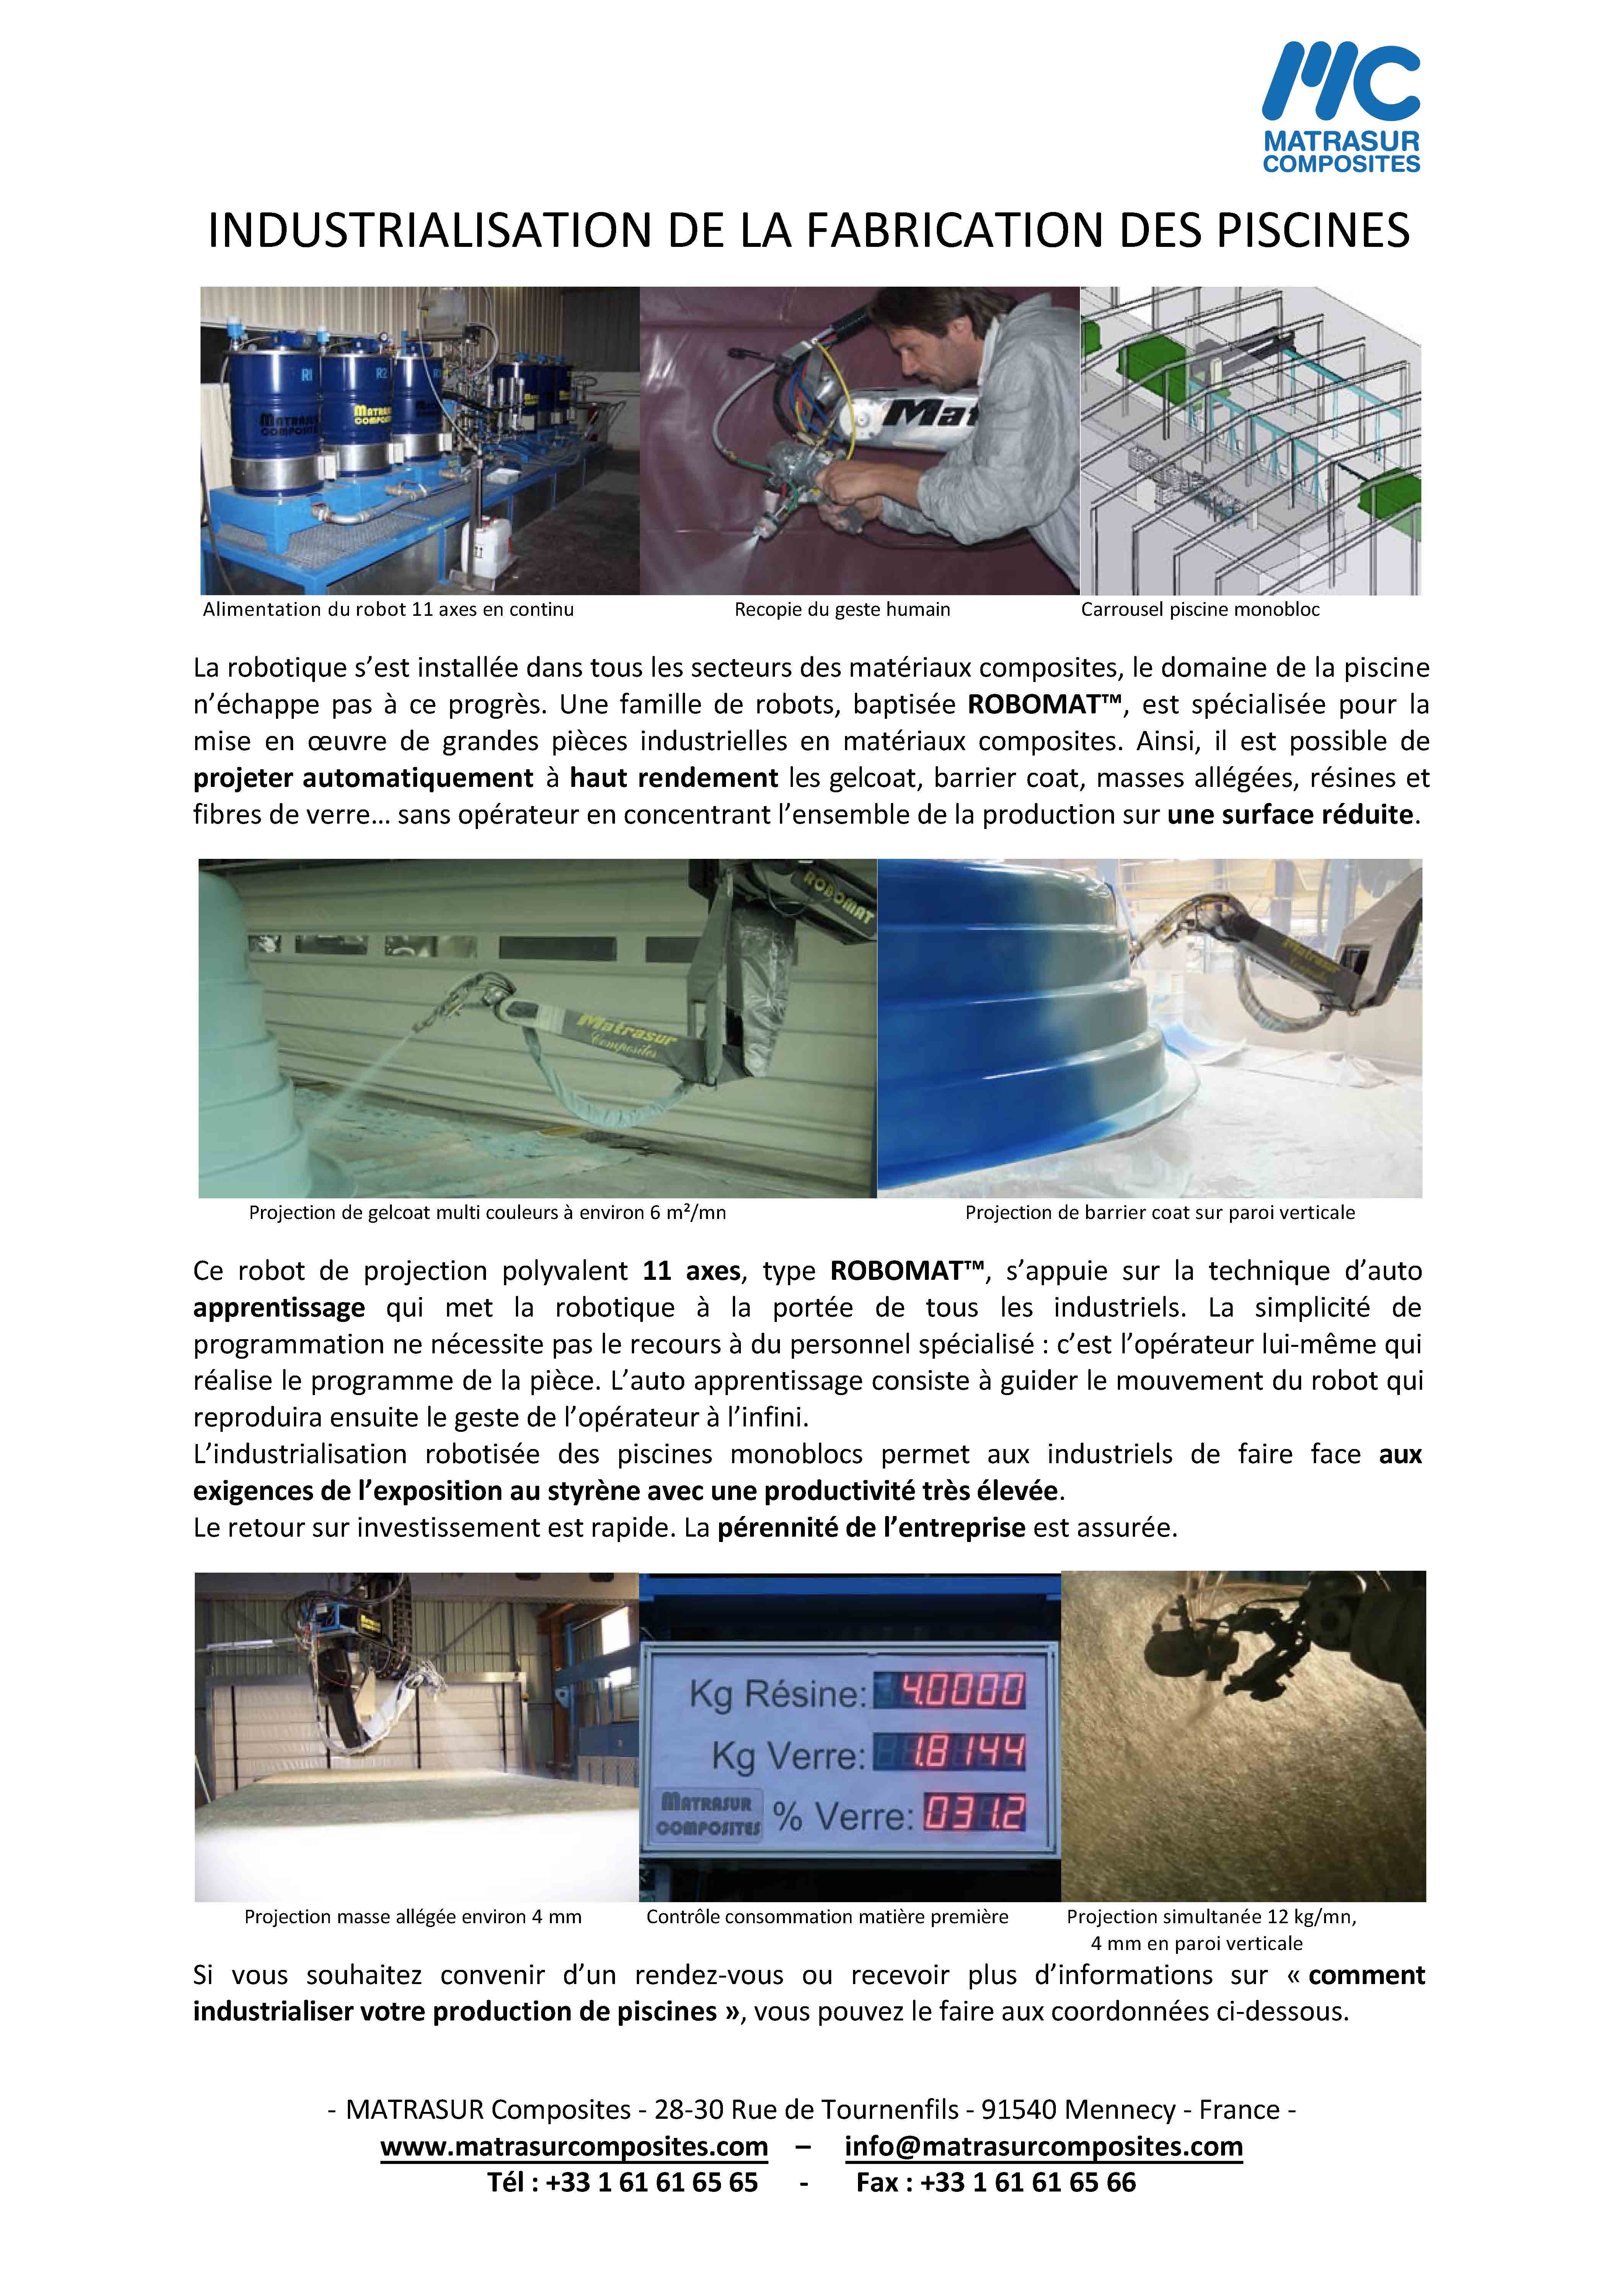 MC
MATRASUR
COMPOSITES
INDUSTRIALISATION DE LA FABRICATION DES PISCINES
R1
R2
R3
MATRASUR
COMPOSITES
Mat
Alimentation du robot 11 axes en continu
Recopie du geste humain
Carrousel piscine monobloc
La robotique s’est installée dans tous les secteurs des matériaux composites, le domaine de la piscine
n’échappe pas à ce progrès. Une famille de robots, baptisée ROBOMAT™, est spécialisée pour la
mise en œuvre de grandes pièces industrielles en matériaux composites. Ainsi, il est possible de
projeter automatiquement à haut rendement les gelcoat, barrier coat, masses allégées, résines et
fibres de verre… sans opérateur en concentrant l’ensemble de la production sur une surface réduite.
ROBOMAT
Matrasur
Composites
Matrasur
Composites
Projection de gelcoat multi couleurs à environ 6 m²/mn
Projection de barrier coat sur paroi verticale
Ce robot de projection polyvalent 11 axes, type ROBOMAT™, s’appuie sur la technique d’auto
apprentissage qui met la robotique à la portée de tous les industriels. La simplicité de
programmation ne nécessite pas le recours à du personnel spécialisé : c’est l’opérateur lui-même qui
réalise le programme de la pièce. L’auto apprentissage consiste à guider le mouvement du robot qui
reproduira ensuite le geste de l’opérateur à l’infini.
L’industrialisation robotisée des piscines monoblocs permet aux industriels de faire face aux
exigences de l’exposition au styrène avec une productivité très élevée.
Le retour sur investissement est rapide. La pérennité de l’entreprise est assurée.
Kg Résine: 4.0000
Kg Verre: 1.8144
MATRASUR
COMPOSITES
% Verre: 031.2
Projection masse allégée environ 4 mm
Contrôle consommation matière première
Projection simultanée 12 kg/mn,
4 mm en paroi verticale
Si vous souhaitez convenir d’un rendez-vous ou recevoir plus d’informations sur « comment
industrialiser votre production de piscines », vous pouvez le faire aux coordonnées ci-dessous.
- MATRASUR Composites - 28-30 Rue de Tournenfils - 91540 Mennecy - France -
www.matrasurcomposites.com – info@matrasurcomposites.com
Tél : +33 1 61 61 65 65 - Fax : +33 1 61 61 65 66